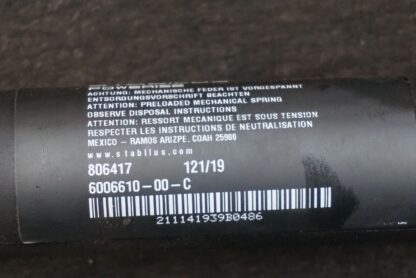 POWERISE
ACHTUNG: MECHANISCHE FEDER IST VORGESPANNT
ENTSORGUNGSVORSCHRIFT BEACHTEN
ATTENTION: PRELOADED MECHANICAL SPRING
OBSERVE DISPOSAL INSTRUCTIONS
ATTENTION: RESSORT MECANIQUE EST SOUS TENSION
RESPECTER LES INSTRUCTIONS DE NEUTRALISATION
MEXICO - RAMOS ARIZPE. COAH 25900
www.stabilus.com
806417 121/19
6006610-00-C
211141939B0486